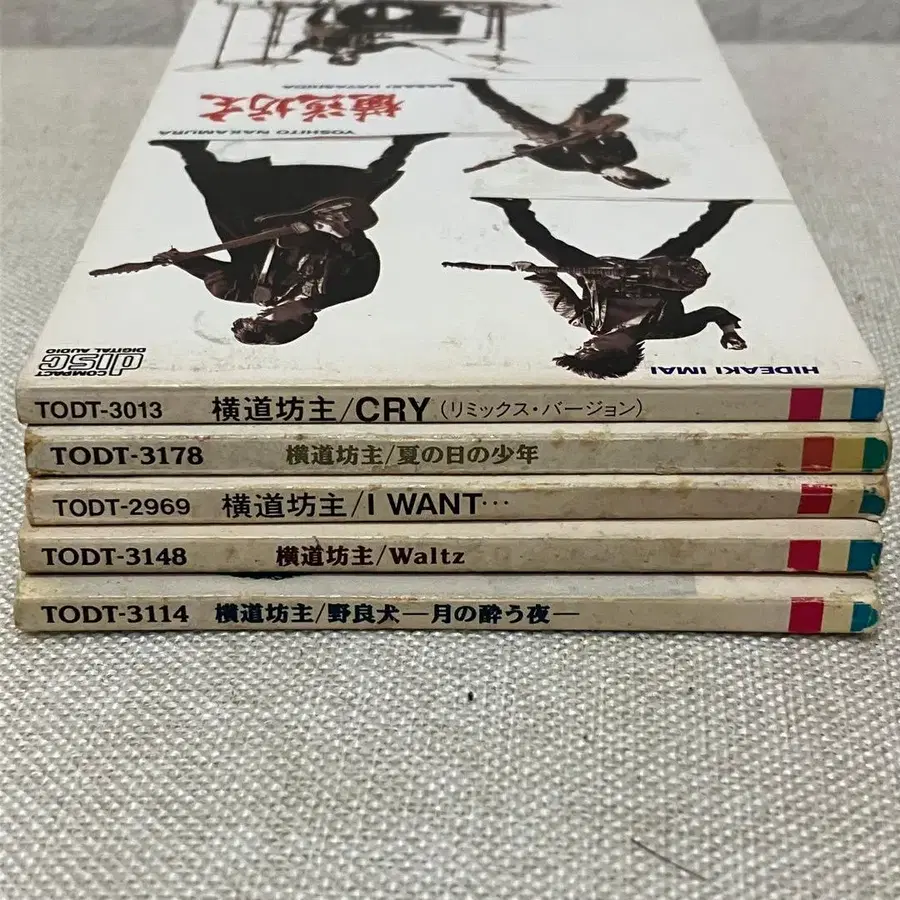 MASAKI HATASHIDA
横道坊主
YOSHITO NAKAMURA
HIDEAKI IMAI
COMPACT
disc
DIGITAL AUDIO
TODT-3013 横道坊主/CRY (リミックス・バージョン)
TODT-3178 横道坊主/夏の日の少年
TODT-2969 横道坊主/I WANT…
TODT-3148 横道坊主/Waltz
TODT-3114 横道坊主/野良犬—月の酔う夜—